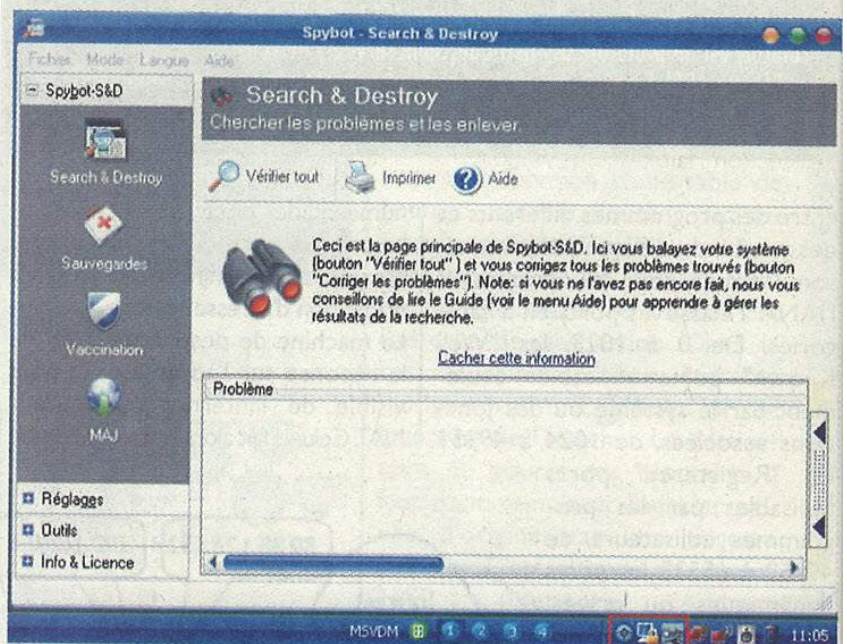 Spybot - Search & Destroy
Fichier Mode Langue Aide
Spybot-S&D
Search & Destroy
Sauvegardes
Vaccination
MAJ
Réglages
Outils
Info & Licence
Search & Destroy
Chercher les problèmes et les enlever.
Vérifier tout
Imprimer
Aide
Ceci est la page principale de Spybot-S&D. Ici vous balayez votre système
(bouton "Vérifier tout" ) et vous corrigez tous les problèmes trouvés (bouton
"Corriger les problèmes"). Note: si vous ne l'avez pas encore fait, nous vous
conseillons de lire le Guide (voir le menu Aide) pour apprendre à gérer les
résultats de la recherche.
Cacher cette information
Problème
MSVDM 1 2 3 4
11:05